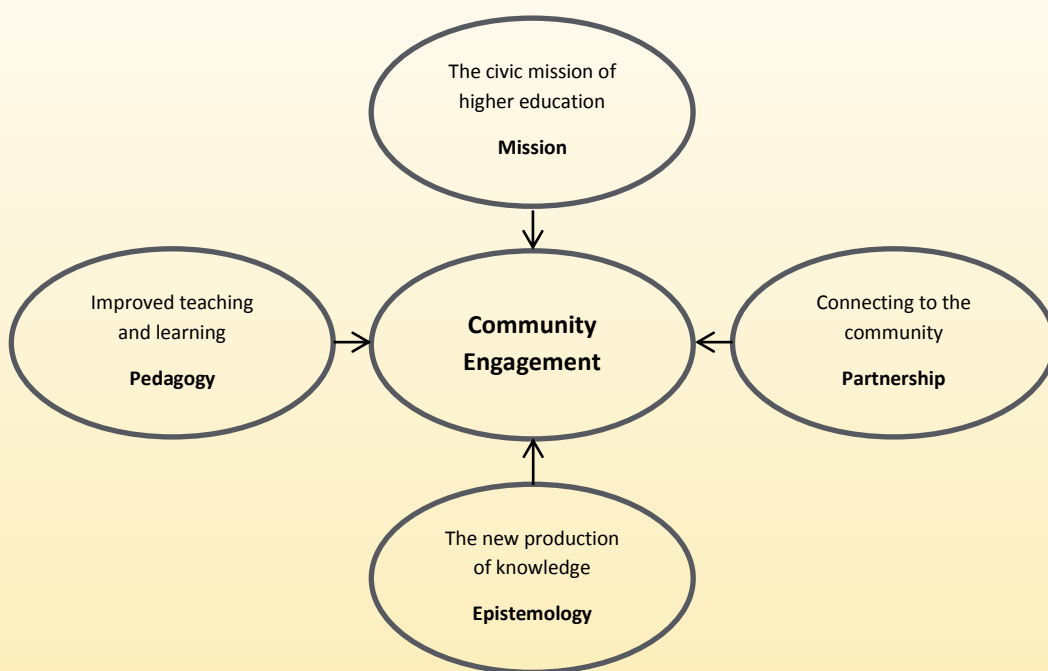 The civic mission of
higher education
Mission
Improved teaching
and learning
Pedagogy
Community
Engagement
Connecting to the
community
Partnership
The new production
of knowledge
Epistemology